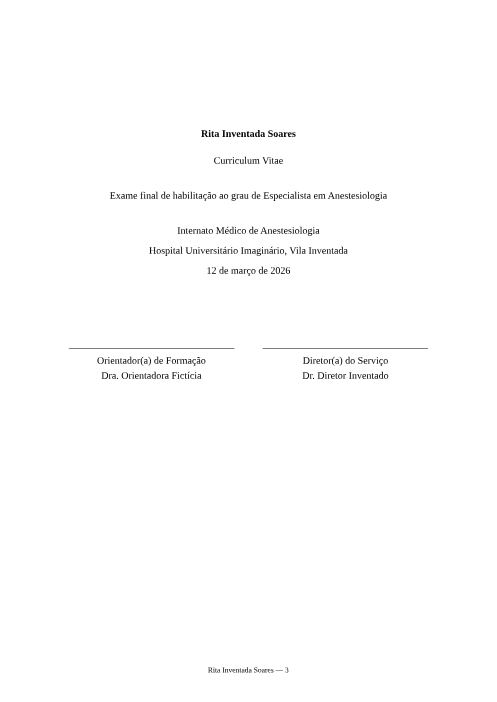 Rita Inventada Soares
Curriculum Vitae
Exame final de habilitação ao grau de Especialista em Anestesiologia
Internato Médico de Anestesiologia
Hospital Universitário Imaginário, Vila Inventada
12 de março de 2026
Orientador(a) de Formação
Dra. Orientadora Fictícia
Diretor(a) do Serviço
Dr. Diretor Inventado
Rita Inventada Soares — 3